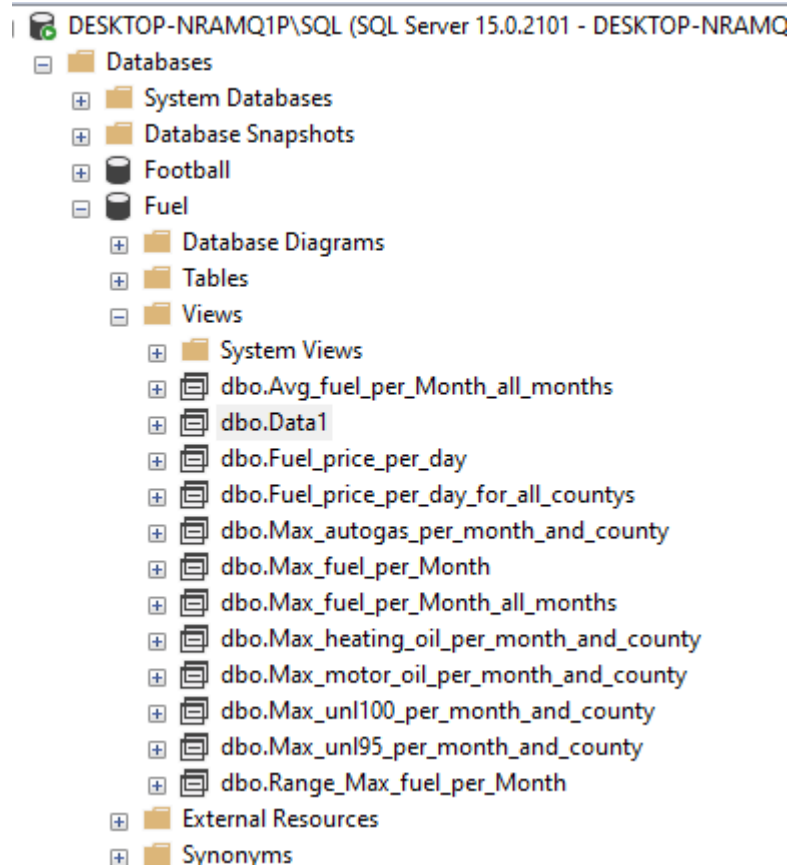 DESKTOP-NRAMQ1P\SQL (SQL Server 15.0.2101 - DESKTOP-NRAMQ
Databases
System Databases
Database Snapshots
Football
Fuel
Database Diagrams
Tables
Views
System Views
dbo.Avg_fuel_per_Month_all_months
dbo.Data1
dbo.Fuel_price_per_day
dbo.Fuel_price_per_day_for_all_countys
dbo.Max_autogas_per_month_and_county
dbo.Max_fuel_per_Month
dbo.Max_fuel_per_Month_all_months
dbo.Max_heating_oil_per_month_and_county
dbo.Max_motor_oil_per_month_and_county
dbo.Max_unl100_per_month_and_county
dbo.Max_unl95_per_month_and_county
dbo.Range_Max_fuel_per_Month
External Resources
Synonyms